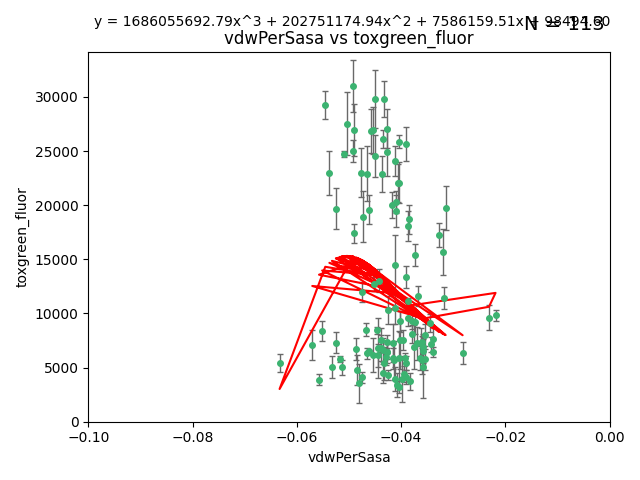 y = 1686055692.79x^3 + 202751174.94x^2 + 7586159.51x + 98494.60
N = 113
vdwPerSasa vs toxgreen_fluor
toxgreen_fluor
30000
25000
20000
15000
10000
5000
0
−0.10
−0.08
−0.06
−0.04
−0.02
0.00
vdwPerSasa